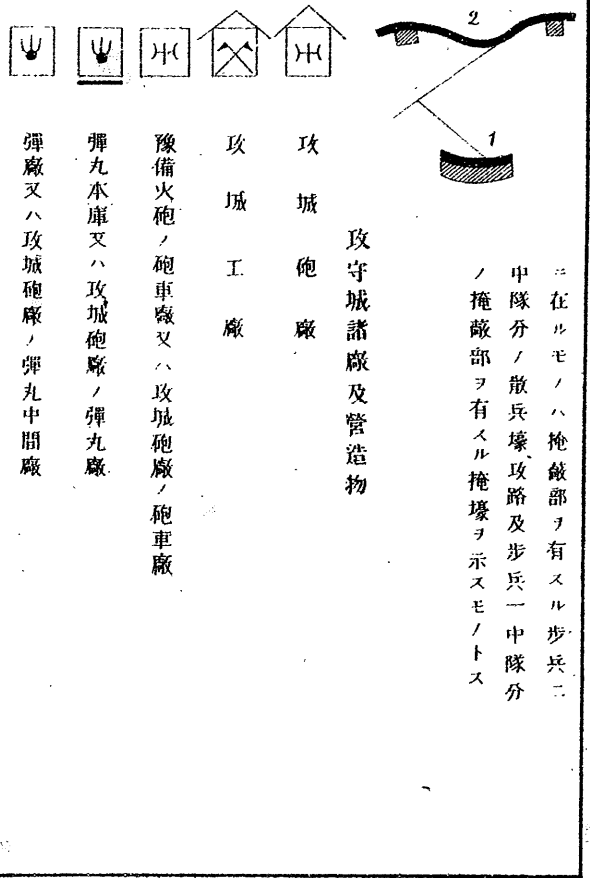 2
1
ニ在ルモノハ掩蔽部ヲ有スル步兵二
中隊分ノ散兵壕、攻路及步兵一中隊分
ノ掩蔽部ヲ有スル掩壕ヲ示スモノトス
攻守城諸廠及營造物
攻城砲廠
攻城工廠
豫備火砲ノ砲車廠又ハ攻城砲廠ノ砲車廠
彈丸本庫又ハ攻城砲廠ノ彈丸廠
彈廠又ハ攻城砲廠ノ彈丸中間廠